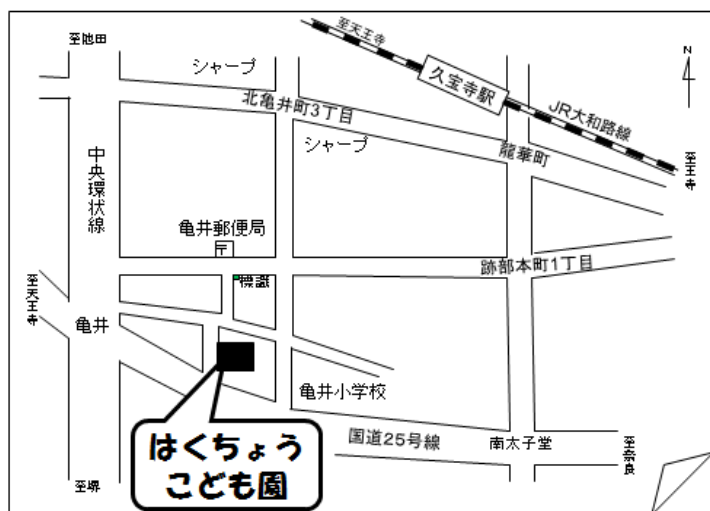 至池田
シャープ
至天王寺
久宝寺駅
JR大和路線
N
北亀井町3丁目
シャープ
龍華町
至王寺
中央環状線
亀井郵便局
〒
標識
跡部本町1丁目
至天王寺
亀井
亀井小学校
はくちょう
こども園
国道25号線
南太子堂
至奈良
至堺